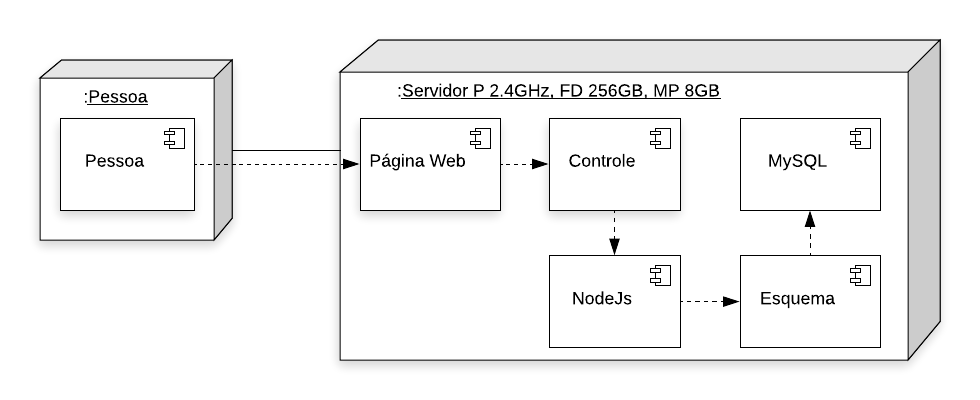 :Pessoa
Pessoa
:Servidor P 2.4GHz, FD 256GB, MP 8GB
Página Web
Controle
MySQL
NodeJs
Esquema